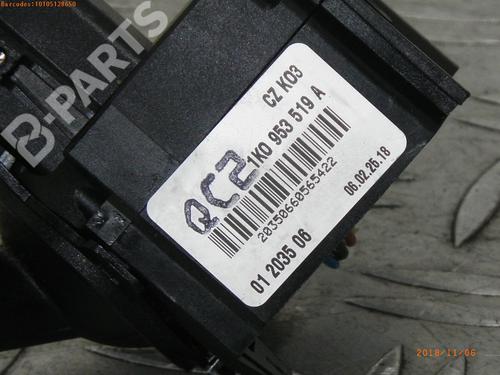 Barcodes:10105128650
B-PARTS
CZ K03
1K0 953 519 A
QC2
20350660565422
06.02.25.18
01 2035 06
2018/11/06